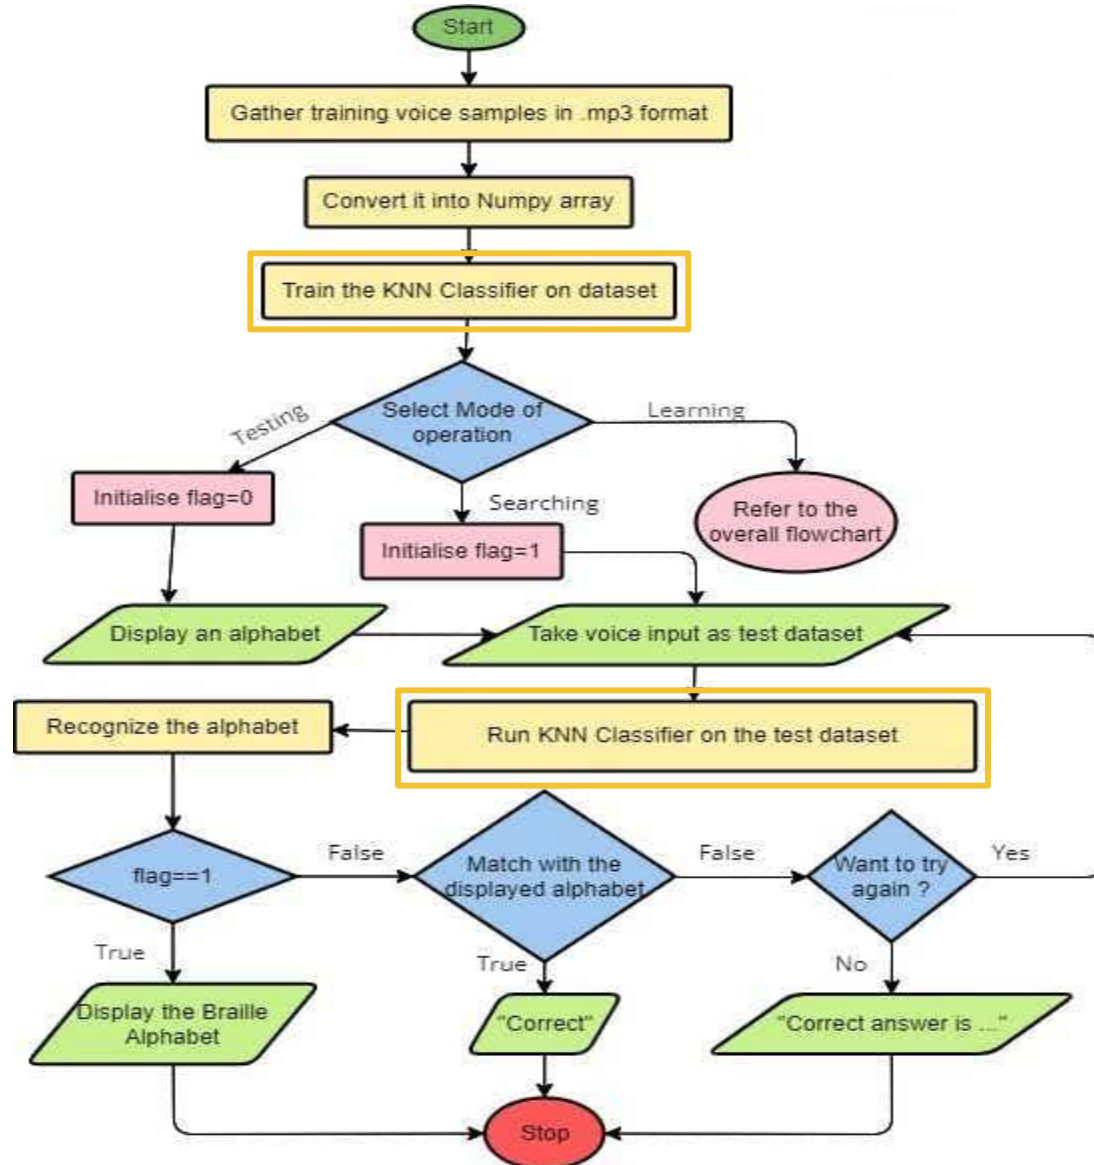 Start
Gather training voice samples in .mp3 format
Convert it into Numpy array
Train the KNN Classifier on dataset
Select Mode of
operation
Testing
Learning
Searching
Initialise flag=0
Initialise flag=1
Refer to the
overall flowchart
Display an alphabet
Take voice input as test dataset
Recognize the alphabet
Run KNN Classifier on the test dataset
flag==1
False
Match with the
displayed alphabet
False
Want to try
again ?
Yes
True
True
No
Display the Braille
Alphabet
"Correct"
"Correct answer is ..."
Stop